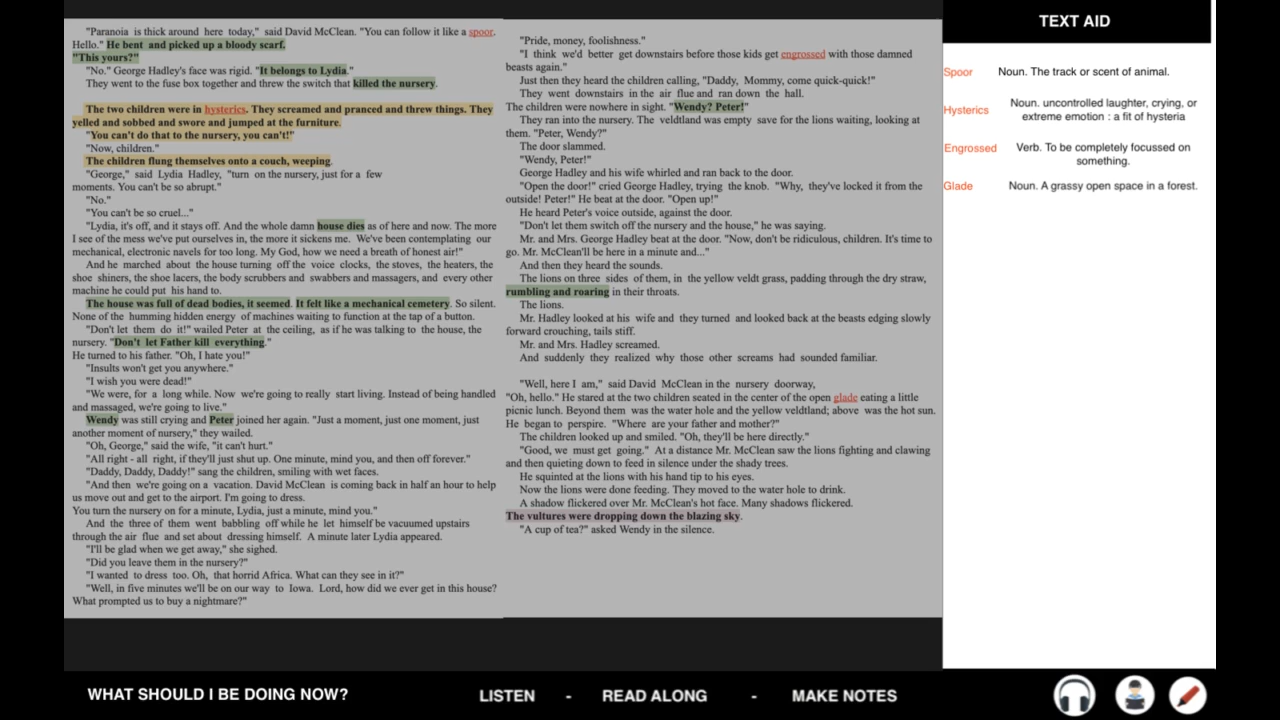 "Paranoia is thick around here today," said David McClean. "You can follow it like a spoor.
Hello." He bent and picked up a bloody scarf.
"This yours?"
"No." George Hadley's face was rigid. "It belongs to Lydia."
They went to the fuse box together and threw the switch that killed the nursery.
The two children were in hysterics. They screamed and pranced and threw things. They
yelled and sobbed and swore and jumped at the furniture.
"You can't do that to the nursery, you can't!"
"Now, children."
The children flung themselves onto a couch, weeping.
"George," said Lydia Hadley, "turn on the nursery, just for a few
moments. You can't be so abrupt."
"No."
"You can't be so cruel..."
"Lydia, it's off, and it stays off. And the whole damn house dies as of here and now. The more
I see of the mess we've put ourselves in, the more it sickens me. We've been contemplating our
mechanical, electronic navels for too long. My God, how we need a breath of honest air!"
And he marched about the house turning off the voice clocks, the stoves, the heaters, the
shoe shiners, the shoe lacers, the body scrubbers and swabbers and massagers, and every other
machine he could put his hand to.
The house was full of dead bodies, it seemed. It felt like a mechanical cemetery. So silent.
None of the humming hidden energy of machines waiting to function at the tap of a button.
"Don't let them do it!" wailed Peter at the ceiling, as if he was talking to the house, the
nursery. "Don't let Father kill everything."
He turned to his father. "Oh, I hate you!"
"Insults won't get you anywhere."
"I wish you were dead!"
"We were, for a long while. Now we're going to really start living. Instead of being handled
and massaged, we're going to live."
Wendy was still crying and Peter joined her again. "Just a moment, just one moment, just
another moment of nursery," they wailed.
"Oh, George," said the wife, "it can't hurt."
"All right - all right, if they'll just shut up. One minute, mind you, and then off forever."
"Daddy, Daddy, Daddy!" sang the children, smiling with wet faces.
"And then we're going on a vacation. David McClean is coming back in half an hour to help
us move out and get to the airport. I'm going to dress.
You turn the nursery on for a minute, Lydia, just a minute, mind you."
And the three of them went babbling off while he let himself be vacuumed upstairs
through the air flue and set about dressing himself. A minute later Lydia appeared.
"I'll be glad when we get away," she sighed.
"Did you leave them in the nursery?"
"I wanted to dress too. Oh, that horrid Africa. What can they see in it?"
"Well, in five minutes we'll be on our way to Iowa. Lord, how did we ever get in this house?
What prompted us to buy a nightmare?"
"Pride, money, foolishness."
"I think we'd better get downstairs before those kids get engrossed with those damned
beasts again."
Just then they heard the children calling, "Daddy, Mommy, come quick-quick!"
They went downstairs in the air flue and ran down the hall.
The children were nowhere in sight. "Wendy? Peter!"
They ran into the nursery. The veldtland was empty save for the lions waiting, looking at
them. "Peter, Wendy?"
The door slammed.
"Wendy, Peter!"
George Hadley and his wife whirled and ran back to the door.
"Open the door!" cried George Hadley, trying the knob. "Why, they've locked it from the
outside! Peter!" He beat at the door. "Open up!"
He heard Peter's voice outside, against the door.
"Don't let them switch off the nursery and the house," he was saying.
Mr. and Mrs. George Hadley beat at the door. "Now, don't be ridiculous, children. It's time to
go. Mr. McClean'll be here in a minute and..."
And then they heard the sounds.
The lions on three sides of them, in the yellow veldt grass, padding through the dry straw,
rumbling and roaring in their throats.
The lions.
Mr. Hadley looked at his wife and they turned and looked back at the beasts edging slowly
forward crouching, tails stiff.
Mr. and Mrs. Hadley screamed.
And suddenly they realized why those other screams had sounded familiar.
"Well, here I am," said David McClean in the nursery doorway,
"Oh, hello." He stared at the two children seated in the center of the open glade eating a little
picnic lunch. Beyond them was the water hole and the yellow veldtland; above was the hot sun.
He began to perspire. "Where are your father and mother?"
The children looked up and smiled. "Oh, they'll be here directly."
"Good, we must get going." At a distance Mr. McClean saw the lions fighting and clawing
and then quieting down to feed in silence under the shady trees.
He squinted at the lions with his hand tip to his eyes.
Now the lions were done feeding. They moved to the water hole to drink.
A shadow flickered over Mr. McClean's hot face. Many shadows flickered.
The vultures were dropping down the blazing sky.
"A cup of tea?" asked Wendy in the silence.
TEXT AID
Spoor Noun. The track or scent of animal.
Hysterics Noun. uncontrolled laughter, crying, or
extreme emotion : a fit of hysteria
Engrossed Verb. To be completely focussed on
something.
Glade Noun. A grassy open space in a forest.
WHAT SHOULD I BE DOING NOW? LISTEN - READ ALONG - MAKE NOTES